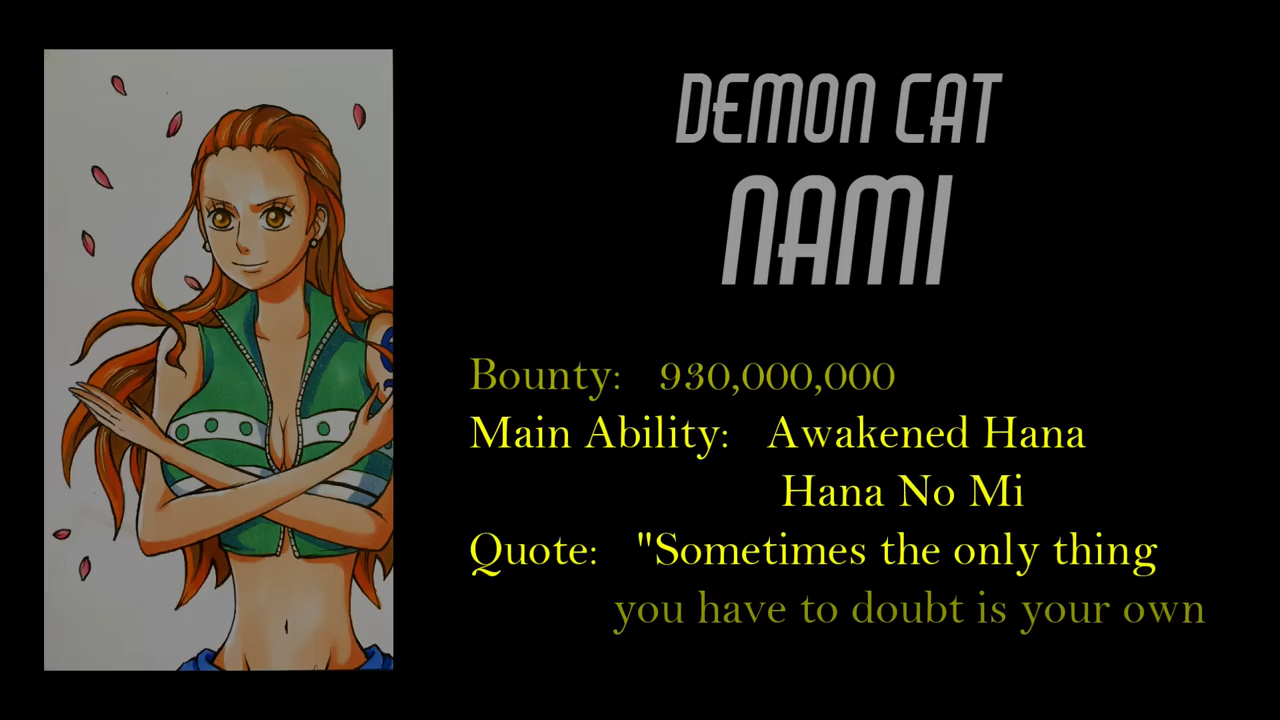 DEMON CAT
NAMI
Bounty: 930,000,000
Main Ability: Awakened Hana
Hana No Mi
Quote: "Sometimes the only thing
you have to doubt is your own